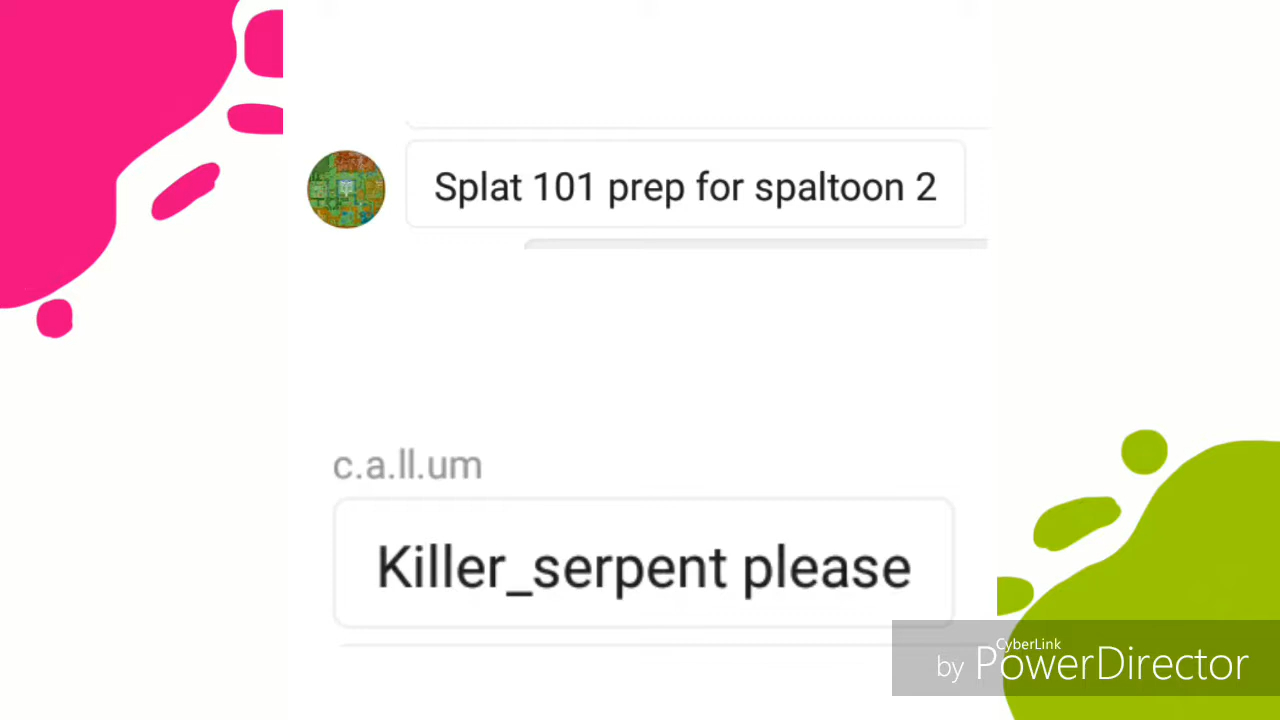 Splat 101 prep for spaltoon 2
c.a.ll.um
Killer_serpent please
CyberLink
by PowerDirector